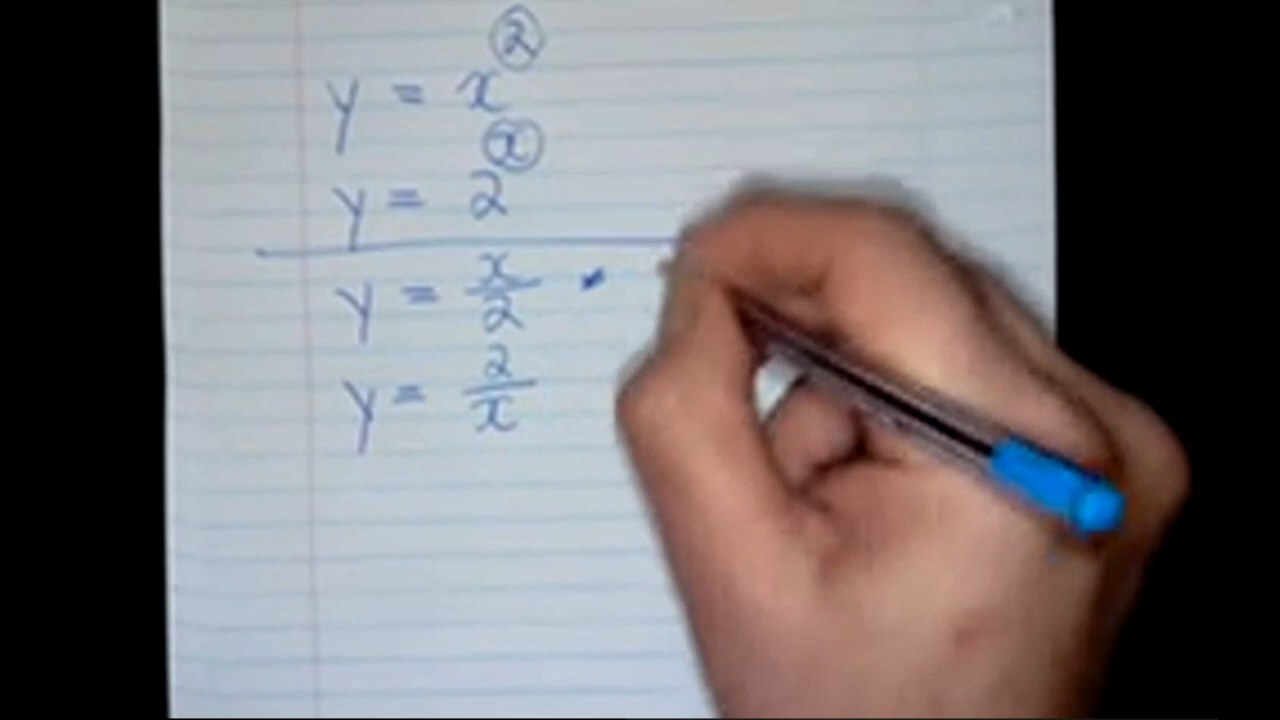 y = x²
y = 2ˣ
y = x/2
y = 2/x